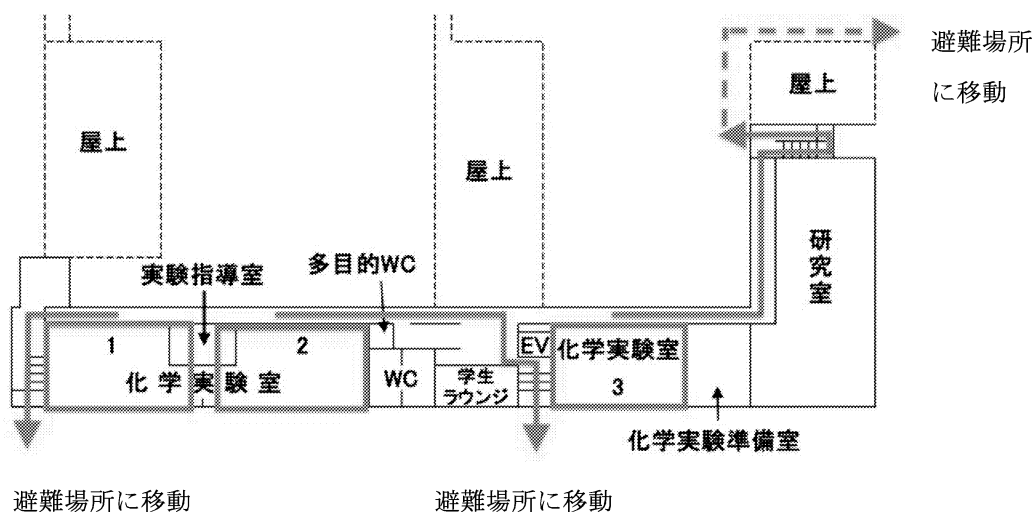 避難場所
に移動
屋上
屋上
屋上
研究室
多目的WC
実験指導室
1
2
EV
化学実験室
3
化学実験室
WC
学生
ラウンジ
化学実験準備室
避難場所に移動
避難場所に移動